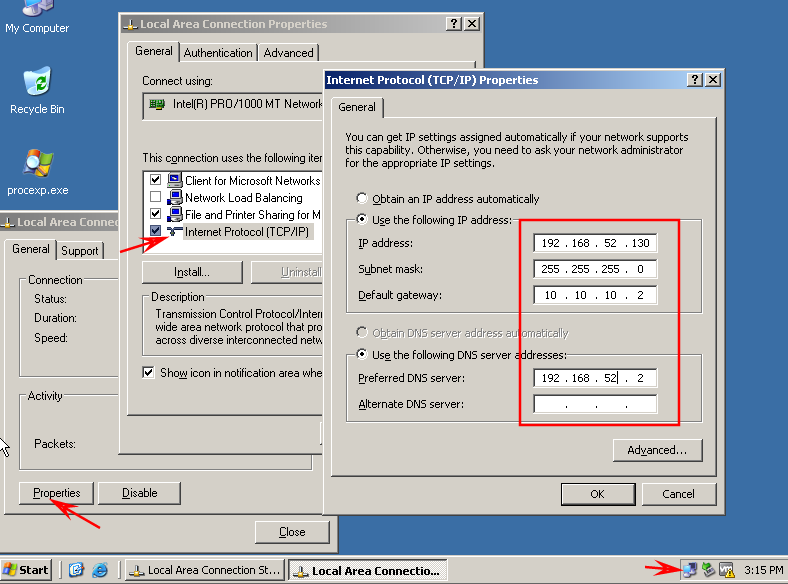 My Computer
Recycle Bin
procexp.exe
Local Area Connection Properties
General
Authentication
Advanced
Connect using:
Intel(R) PRO/1000 MT Network
This connection uses the following iter
Client for Microsoft Networks
Network Load Balancing
File and Printer Sharing for M
Internet Protocol (TCP/IP)
Install...
Uninstall
Description
Transmission Control Protocol/Inter
wide area network protocol that pro
across diverse interconnected netw
Show icon in notification area whe
Local Area Connec
General
Support
Connection
Status:
Duration:
Speed:
Activity
Packets:
Properties
Disable
Close
Internet Protocol (TCP/IP) Properties
General
You can get IP settings assigned automatically if your network supports
this capability. Otherwise, you need to ask your network administrator
for the appropriate IP settings.
Obtain an IP address automatically
Use the following IP address:
IP address: 192 . 168 . 52 . 130
Subnet mask: 255 . 255 . 255 . 0
Default gateway: 10 . 10 . 10 . 2
Obtain DNS server address automatically
Use the following DNS server addresses:
Preferred DNS server: 192 . 168 . 52 . 2
Alternate DNS server: . . .
Advanced...
OK
Cancel
Start
Local Area Connection St...
Local Area Connectio...
3:15 PM